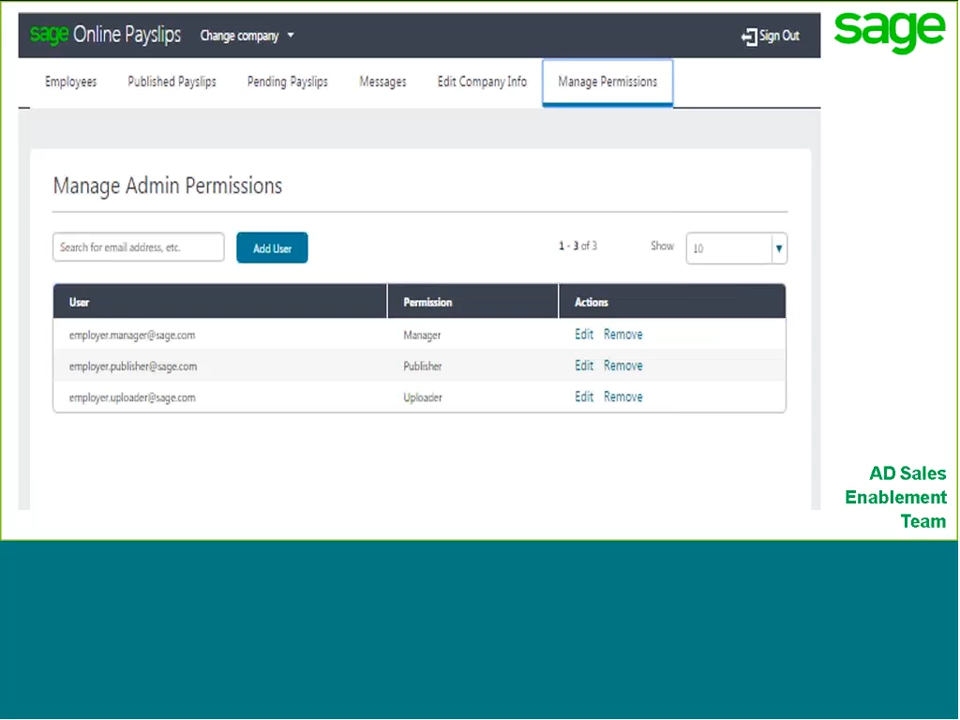 sage Online Payslips Change company Sign Out
sage
Employees Published Payslips Pending Payslips Messages Edit Company Info Manage Permissions
Manage Admin Permissions
Search for email address, etc. Add User 1 - 3 of 3 Show 10
User Permission Actions
employer.manager@sage.com Manager Edit Remove
employer.publisher@sage.com Publisher Edit Remove
employer.uploader@sage.com Uploader Edit Remove
AD Sales
Enablement
Team